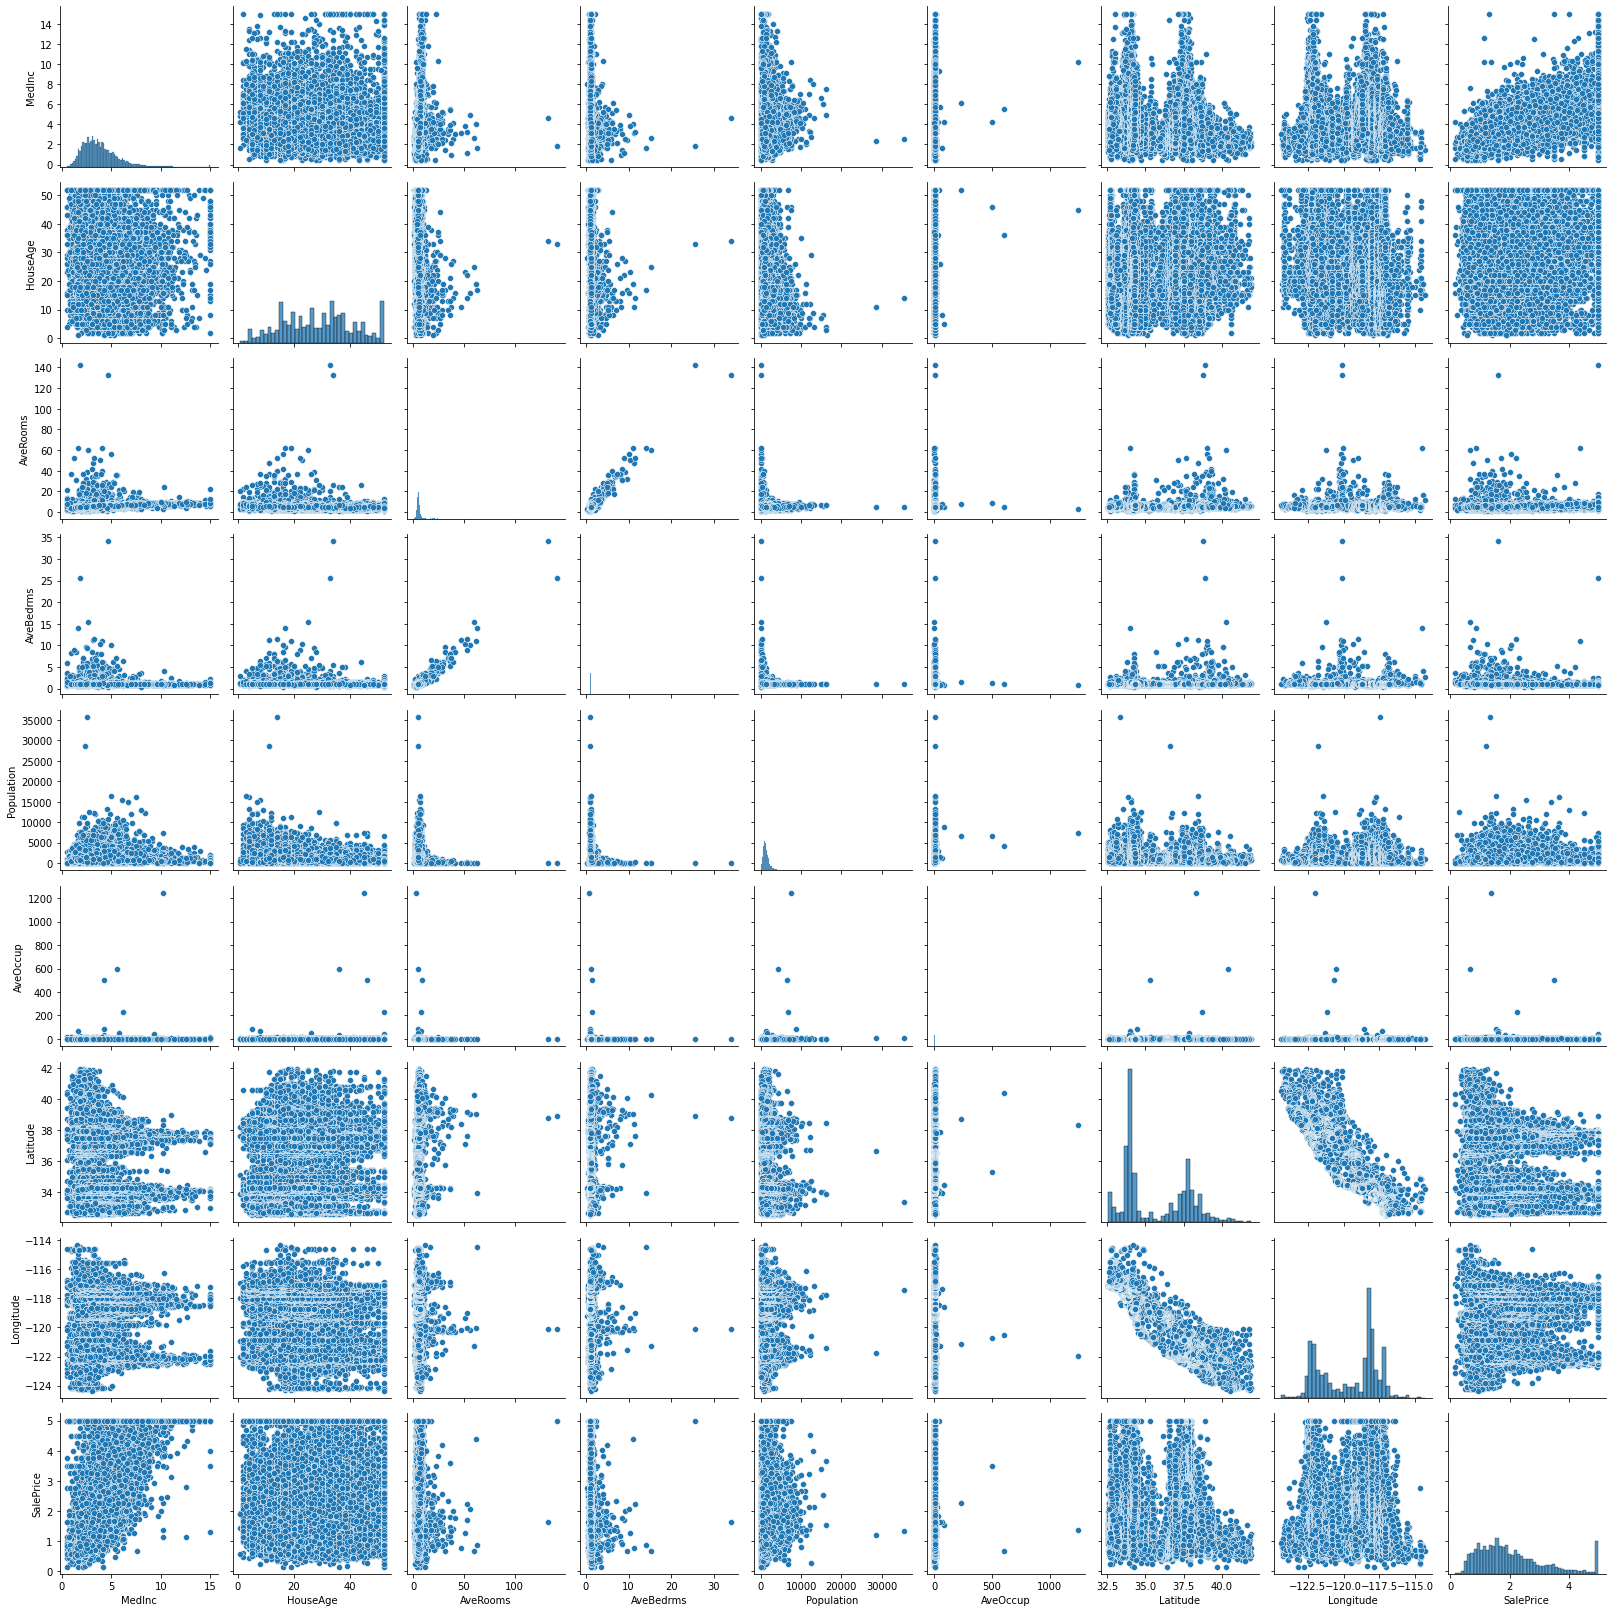 14
12
10
8
6
4
2
0
MedInc
50
40
30
20
10
0
HouseAge
140
120
100
80
60
40
20
0
AveRooms
35
30
25
20
15
10
5
0
AveBedrms
35000
30000
25000
20000
15000
10000
5000
0
Population
1200
1000
800
600
400
200
0
AveOccup
42
40
38
36
34
Latitude
−114
−116
−118
−120
−122
−124
Longitude
5
4
3
2
1
0
SalePrice
0 5 10 15
MedInc
0 20 40
HouseAge
0 50 100
AveRooms
0 10 20 30
AveBedrms
0 10000 20000 30000
Population
0 500 1000
AveOccup
32.5 35.0 37.5 40.0
Latitude
−122.5 −120.0 −117.5 −115.0
Longitude
0 2 4
SalePrice